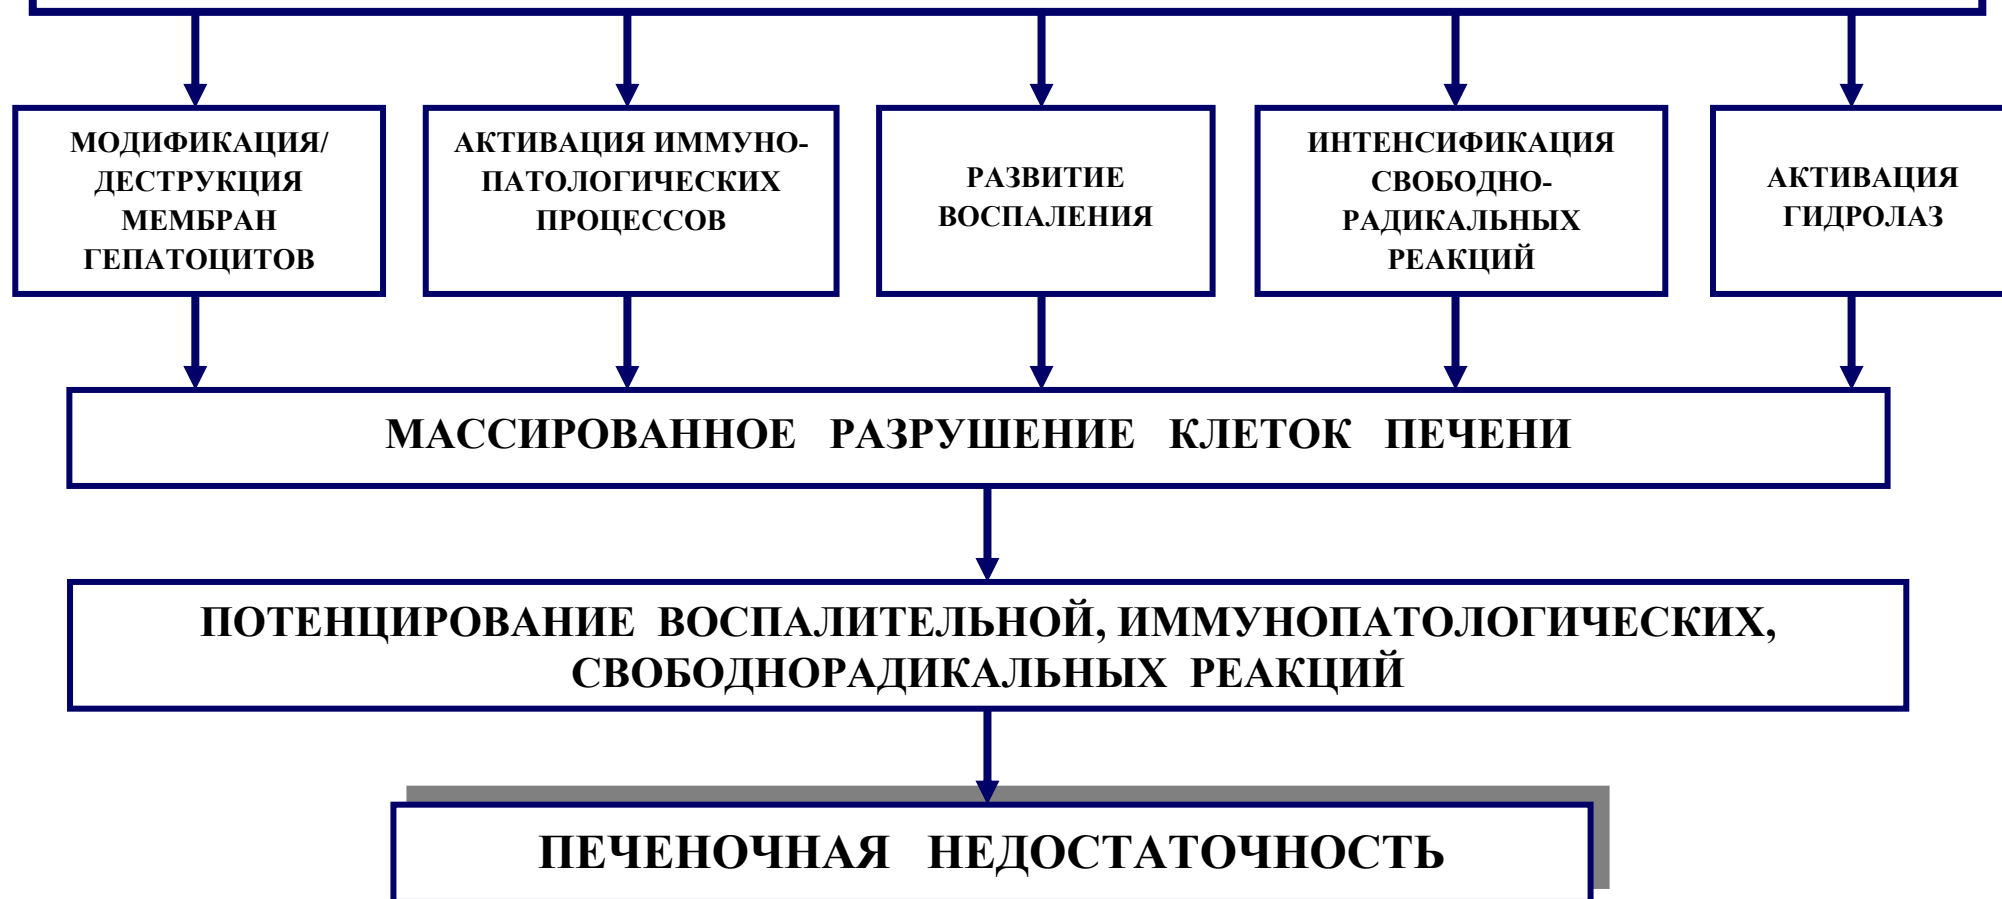 МОДИФИКАЦИЯ/
ДЕСТРУКЦИЯ
МЕМБРАН
ГЕПАТОЦИТОВ
АКТИВАЦИЯ ИММУНО-
ПАТОЛОГИЧЕСКИХ
ПРОЦЕССОВ
РАЗВИТИЕ
ВОСПАЛЕНИЯ
ИНТЕНСИФИКАЦИЯ
СВОБОДНО-
РАДИКАЛЬНЫХ
РЕАКЦИЙ
АКТИВАЦИЯ
ГИДРОЛАЗ
МАССИРОВАННОЕ РАЗРУШЕНИЕ КЛЕТОК ПЕЧЕНИ
ПОТЕНЦИРОВАНИЕ ВОСПАЛИТЕЛЬНОЙ, ИММУНОПАТОЛОГИЧЕСКИХ,
СВОБОДНОРАДИКАЛЬНЫХ РЕАКЦИЙ
ПЕЧЕНОЧНАЯ НЕДОСТАТОЧНОСТЬ